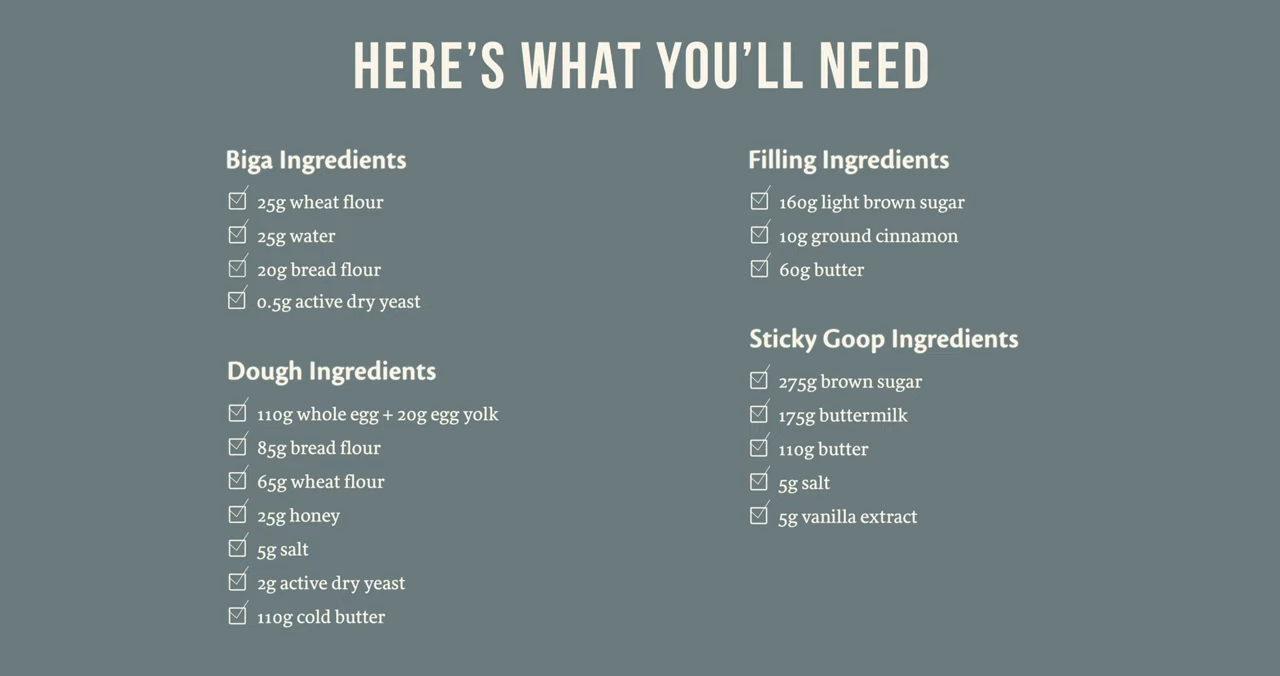 HERE'S WHAT YOU'LL NEED
Biga Ingredients
25g wheat flour
25g water
20g bread flour
0.5g active dry yeast
Dough Ingredients
110g whole egg + 20g egg yolk
85g bread flour
65g wheat flour
25g honey
5g salt
2g active dry yeast
110g cold butter
Filling Ingredients
160g light brown sugar
10g ground cinnamon
60g butter
Sticky Goop Ingredients
275g brown sugar
175g buttermilk
110g butter
5g salt
5g vanilla extract